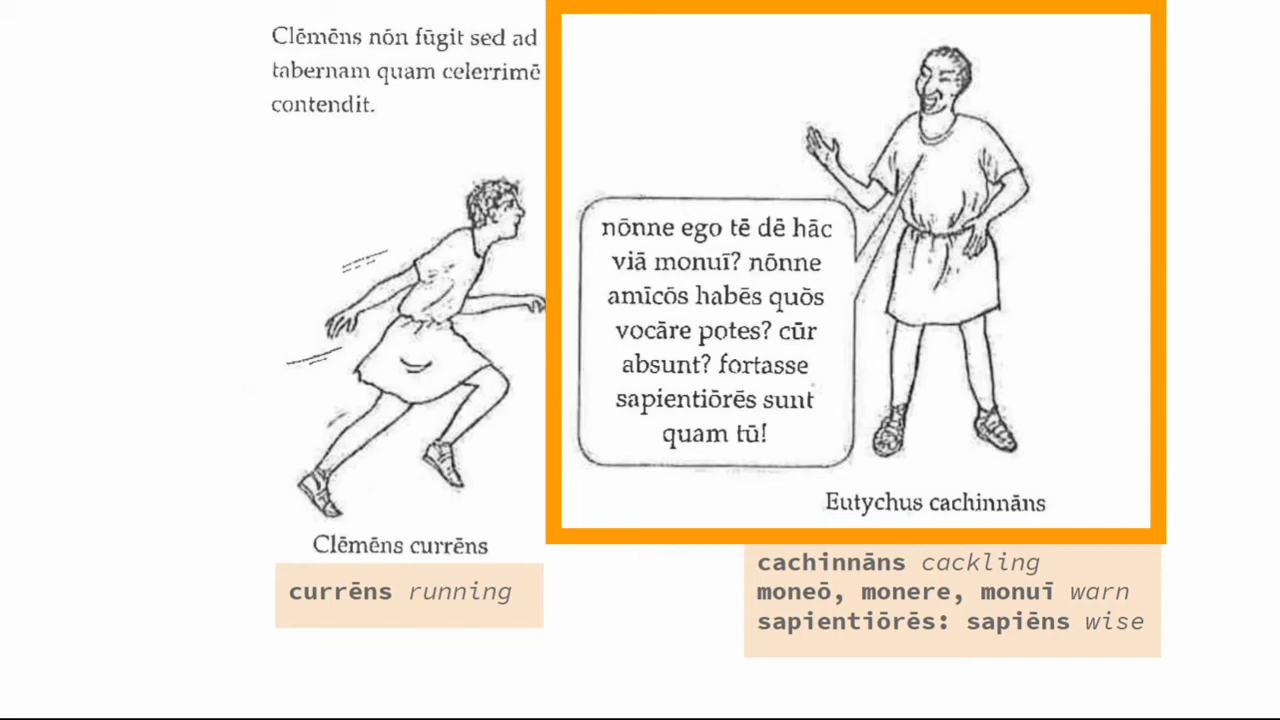 Clēmēns nōn fūgit sed ad
tabernam quam celerrimē
contendit.
nōnne ego tē dē hāc
viā monuī? nōnne
amīcōs habēs quōs
vocāre potes? cūr
absunt? fortasse
sapientiōrēs sunt
quam tū!
Clēmēns currēns
Eutychus cachinnāns
currēns running
cachinnāns cackling
moneō, monere, monuī warn
sapientiōrēs: sapiēns wise